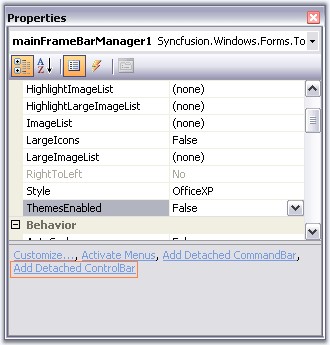 Properties
mainFrameBarManager1 Syncfusion.Windows.Forms.To
HighlightImageList (none)
HighlightLargeImageList (none)
ImageList (none)
LargeIcons False
LargeImageList (none)
RightToLeft No
Style OfficeXP
ThemesEnabled False
Behavior
Customize..., Activate Menus, Add Detached CommandBar,
Add Detached ControlBar